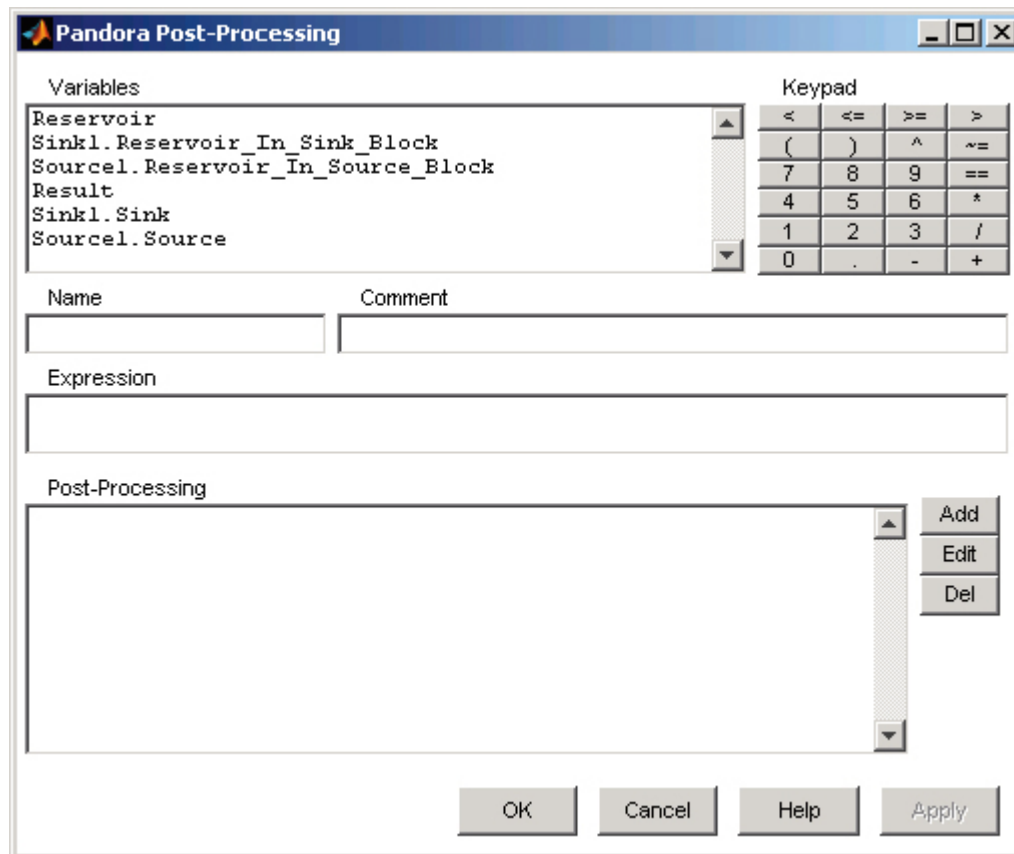 Pandora Post-Processing
Variables
Reservoir
Sink1.Reservoir_In_Sink_Block
Source1.Reservoir_In_Source_Block
Result
Sink1.Sink
Source1.Source
Keypad
< <= >= >
( ) ^ ~=
7 8 9 ==
4 5 6 *
1 2 3 /
0 . - +
Name Comment
Expression
Post-Processing
Add
Edit
Del
OK Cancel Help Apply